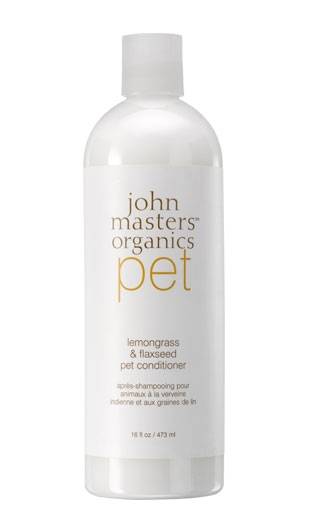 john
masters™
organics
pet
lemongrass
& flaxseed
pet conditioner
après-shampooing pour
animaux à la verveine
indienne et aux graines de lin
16 fl oz / 473 ml